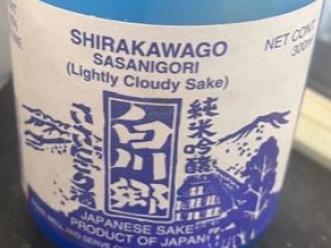 SHIRAKAWAGO
SASANIGORI
(Lightly Cloudy Sake)
NET CONT.
300m
純米吟醸
白川郷
ささにごり酒
JAPANESE SAKE
PRODUCT OF JAPAN